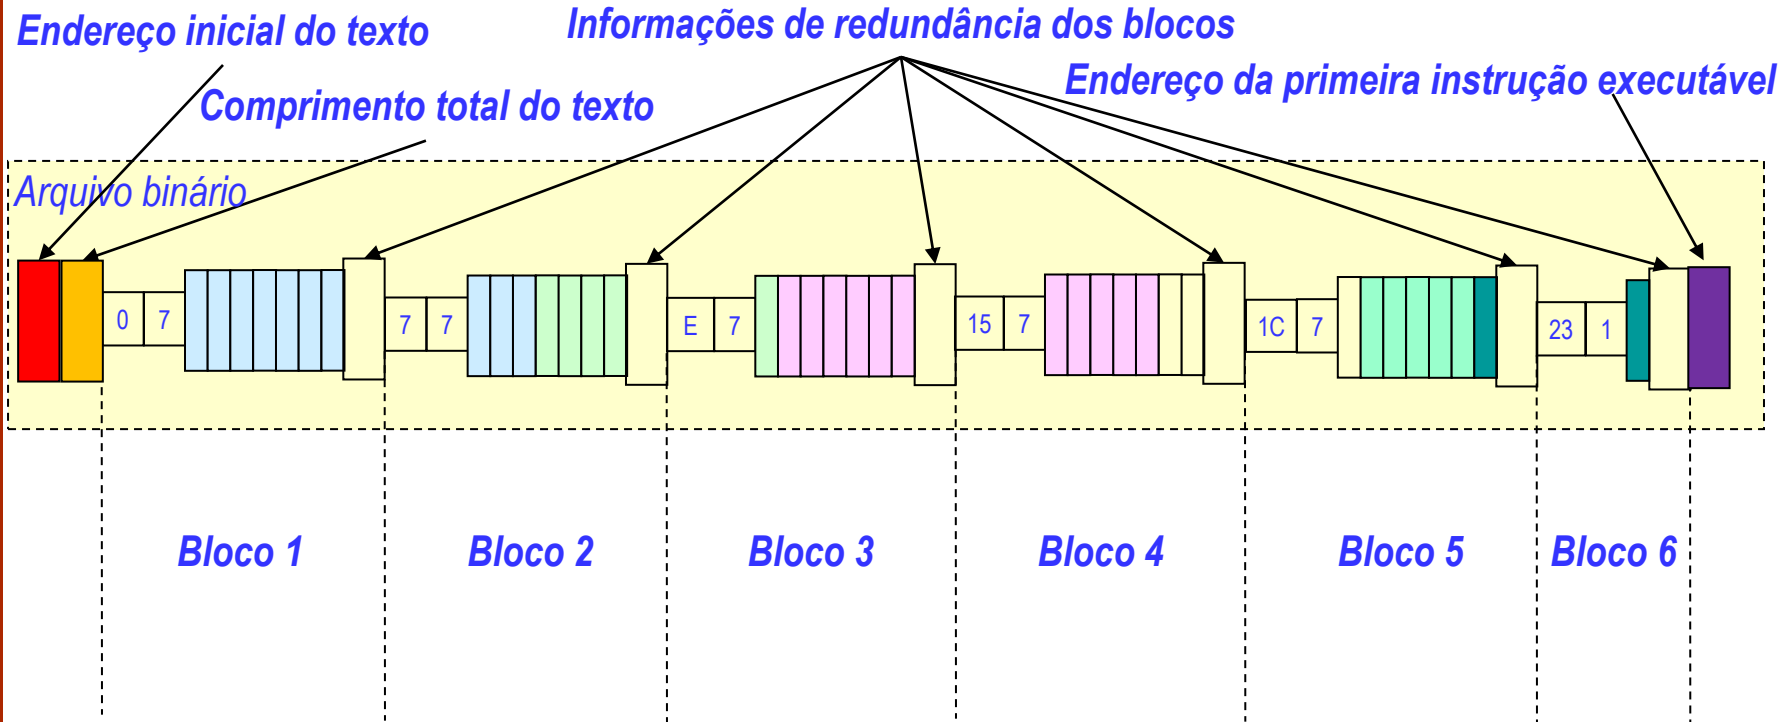 Endereço inicial do texto
Informações de redundância dos blocos
Comprimento total do texto
Endereço da primeira instrução executável
Arquivo binário
0 7
7 7
E 7
15 7
1C 7
23 1
Bloco 1
Bloco 2
Bloco 3
Bloco 4
Bloco 5
Bloco 6